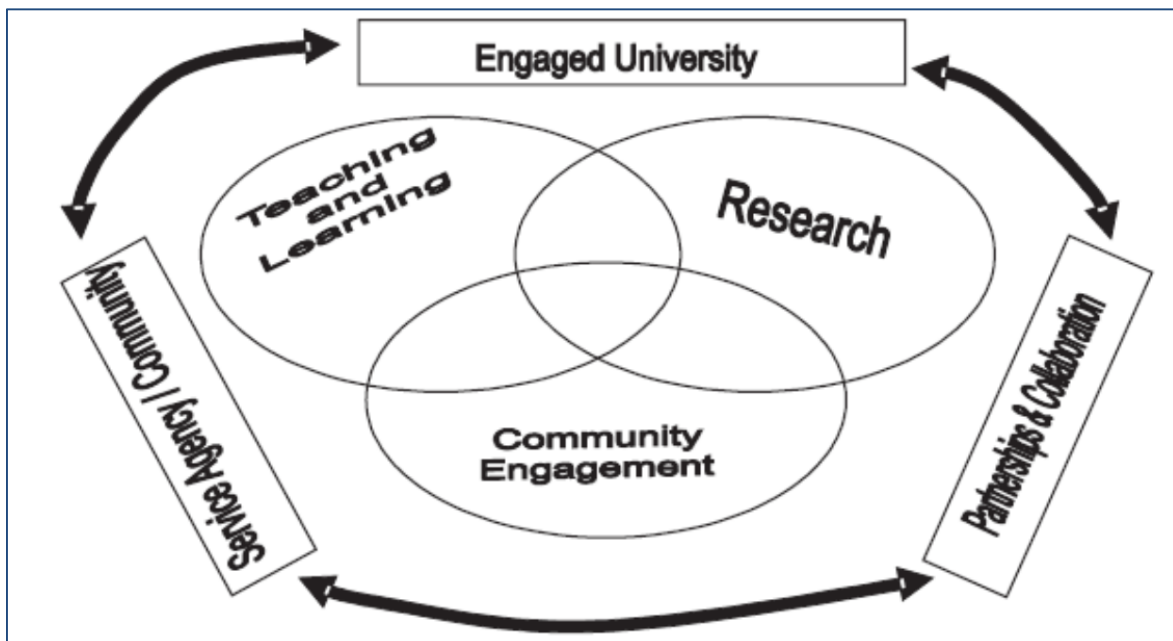 Engaged University
Teaching
and
Learning
Research
Community
Engagement
Service Agency / Community
Partnerships & Collaboration